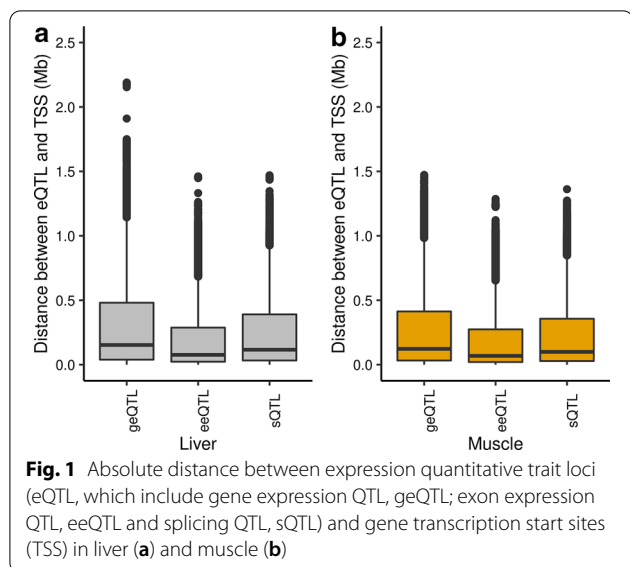 a
Distance between eQTL and TSS (Mb)
2.5
2.0
1.5
1.0
0.5
0.0
geQTL
eeQTL
sQTL
Liver
b
Distance between eQTL and TSS (Mb)
2.5
2.0
1.5
1.0
0.5
0.0
geQTL
eeQTL
sQTL
Muscle
Fig. 1 Absolute distance between expression quantitative trait loci
(eQTL, which include gene expression QTL, geQTL; exon expression
QTL, eeQTL and splicing QTL, sQTL) and gene transcription start sites
(TSS) in liver (a) and muscle (b)